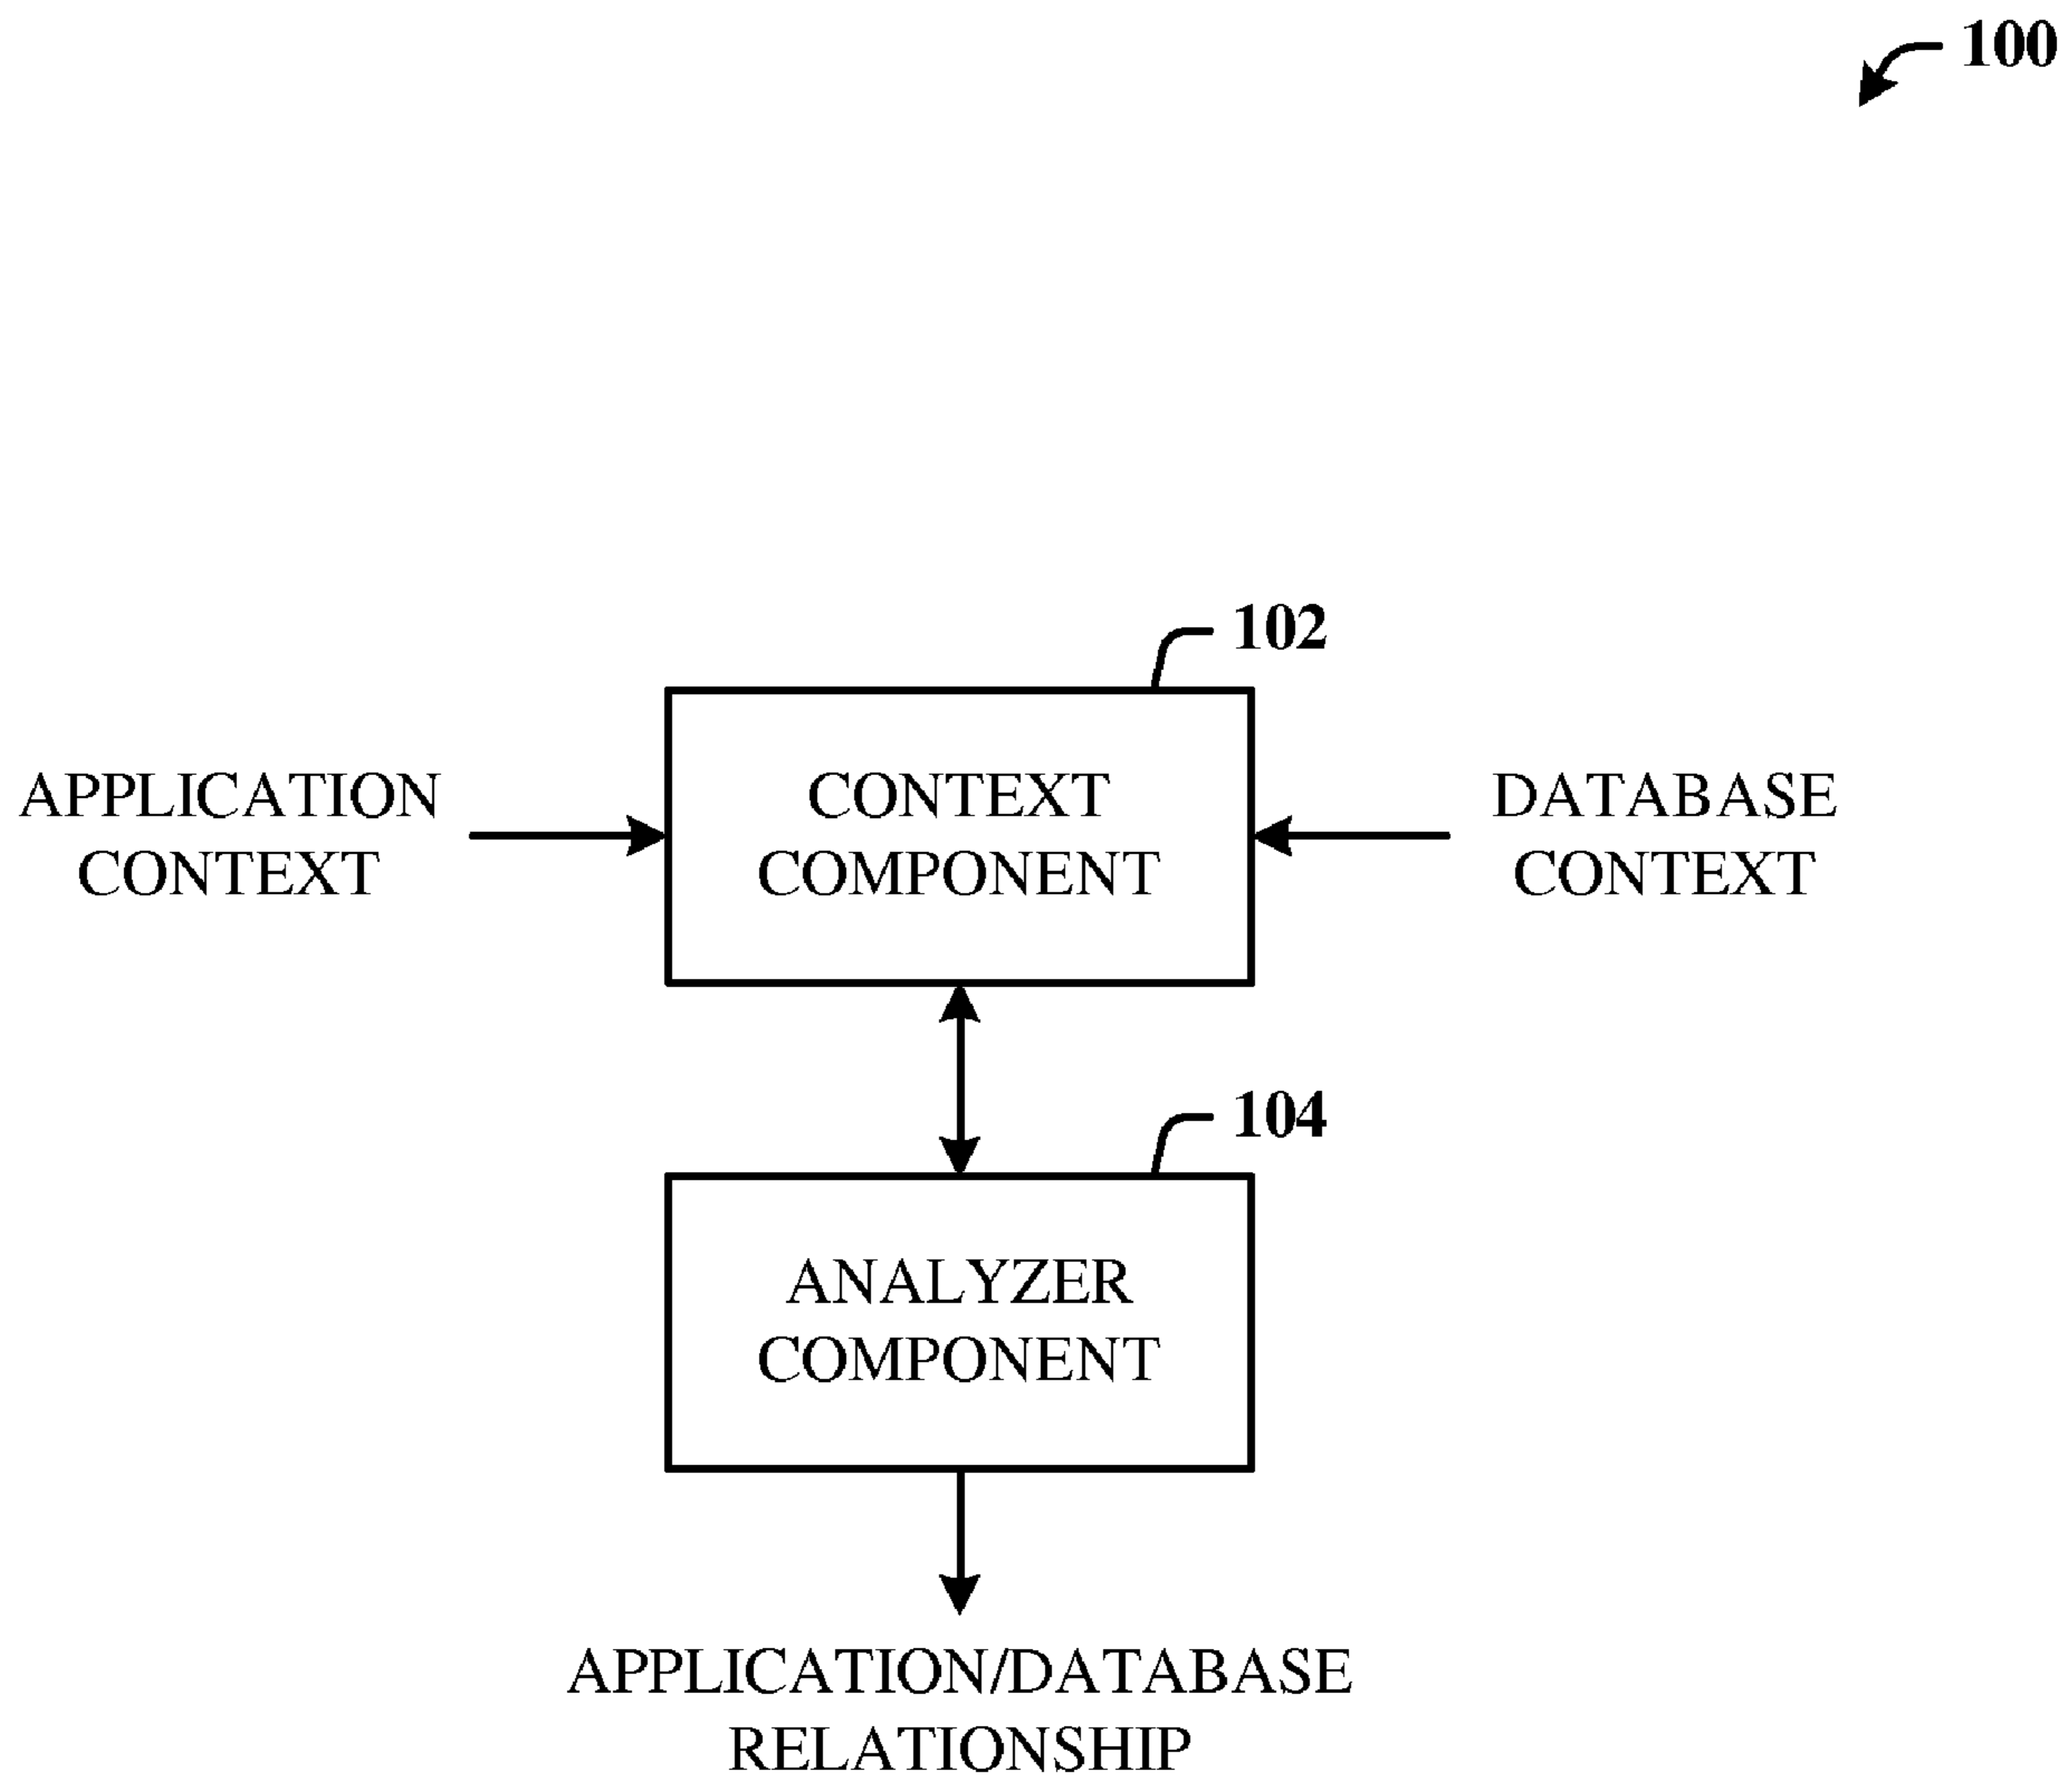 100
102
APPLICATION
CONTEXT
CONTEXT
COMPONENT
DATABASE
CONTEXT
104
ANALYZER
COMPONENT
APPLICATION/DATABASE
RELATIONSHIP